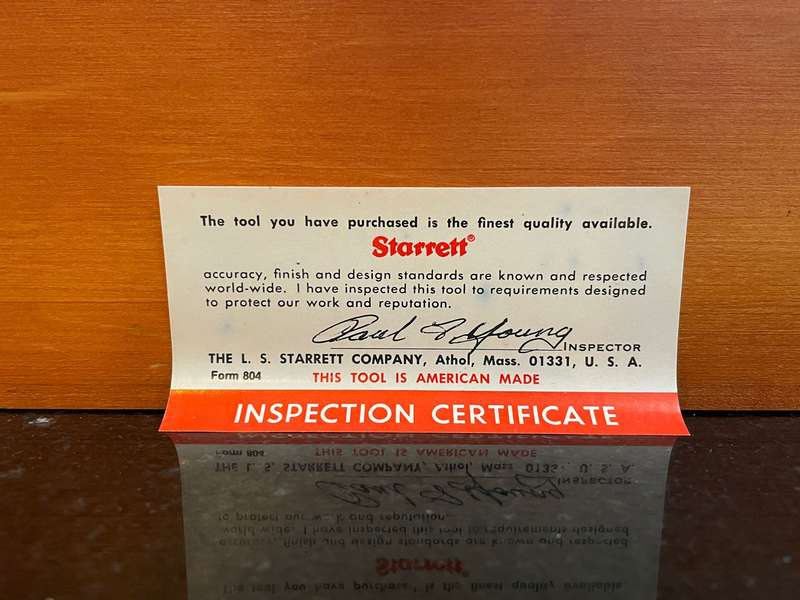 The tool you have purchased is the finest quality available.
Starrett®
accuracy, finish and design standards are known and respected
world-wide. I have inspected this tool to requirements designed
to protect our work and reputation.
Paul S Young
INSPECTOR
THE L. S. STARRETT COMPANY, Athol, Mass. 01331, U. S. A.
Form 804 THIS TOOL IS AMERICAN MADE
INSPECTION CERTIFICATE